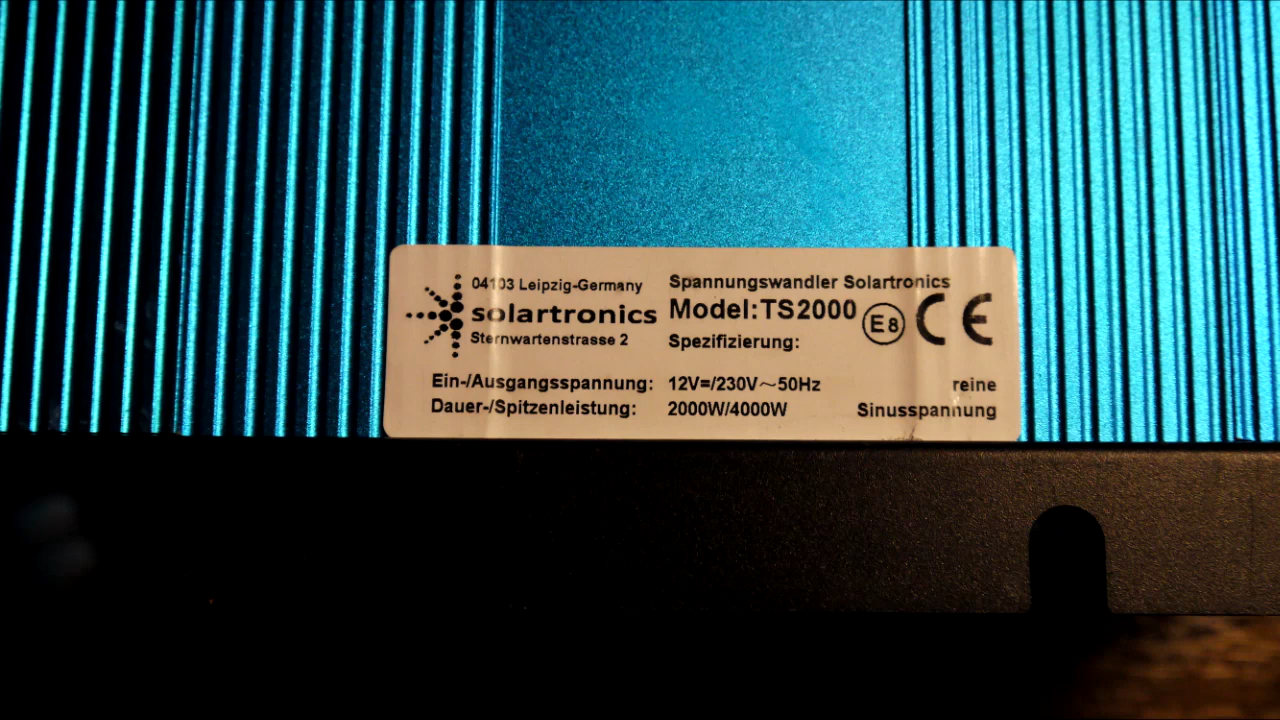 04103 Leipzig-Germany
solartronics
Sternwartenstrasse 2
Spannungswandler Solartronics
Model:TS2000
E8 CE
Spezifizierung:
Ein-/Ausgangsspannung: 12V=/230V～50Hz reine
Dauer-/Spitzenleistung: 2000W/4000W Sinusspannung